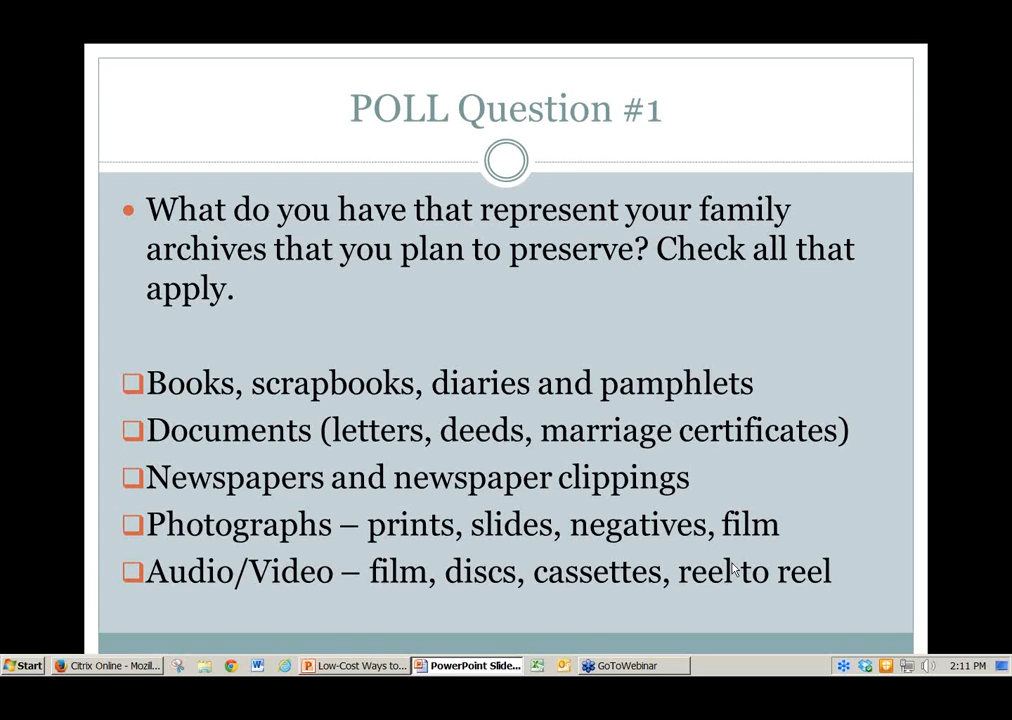 POLL Question #1
What do you have that represent your family
archives that you plan to preserve? Check all that
apply.
Books, scrapbooks, diaries and pamphlets
Documents (letters, deeds, marriage certificates)
Newspapers and newspaper clippings
Photographs – prints, slides, negatives, film
Audio/Video – film, discs, cassettes, reel to reel
Start Citrix Online - Mozil... Low-Cost Ways to... PowerPoint Slide... GoToWebinar 2:11 PM